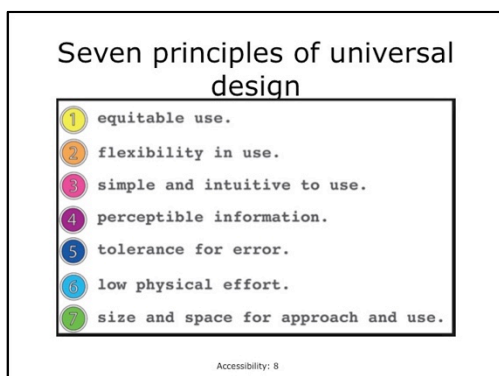 Seven principles of universal
design
1 equitable use.
2 flexibility in use.
3 simple and intuitive to use.
4 perceptible information.
5 tolerance for error.
6 low physical effort.
7 size and space for approach and use.
Accessibility: 8